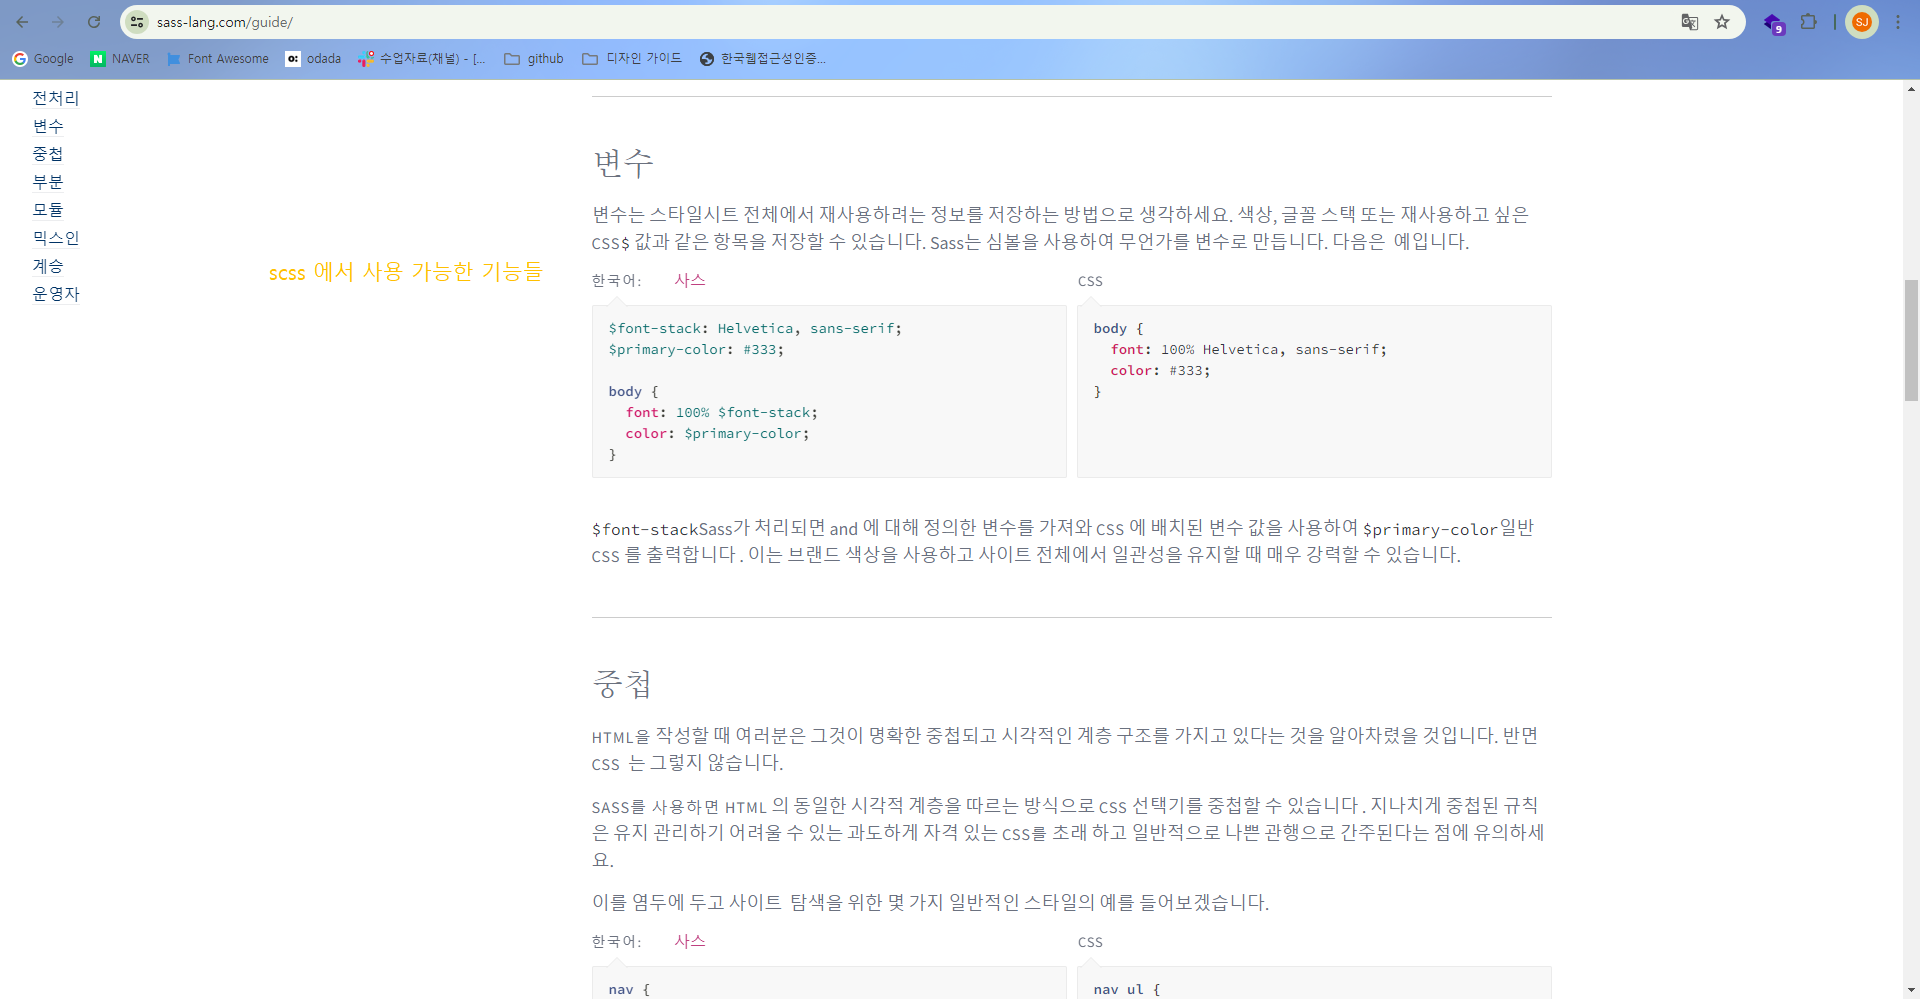 sass-lang.com/guide/
9
SJ
Google
NAVER
Font Awesome
odada
수업자료(채널) - [...
github
디자인 가이드
한국웹접근성인증...
전처리
변수
중첩
부분
모듈
믹스인
계승
운영자
scss 에서 사용 가능한 기능들
변수
변수는 스타일시트 전체에서 재사용하려는 정보를 저장하는 방법으로 생각하세요. 색상, 글꼴 스택 또는 재사용하고 싶은
CSS$ 값과 같은 항목을 저장할 수 있습니다. Sass는 심볼을 사용하여 무언가를 변수로 만듭니다. 다음은 예입니다.
한국어: 사스
$font-stack: Helvetica, sans-serif;
$primary-color: #333;
body {
font: 100% $font-stack;
color: $primary-color;
}
CSS
body {
font: 100% Helvetica, sans-serif;
color: #333;
}
$font-stackSass가 처리되면 and 에 대해 정의한 변수를 가져와 CSS 에 배치된 변수 값을 사용하여 $primary-color일반
CSS 를 출력합니다 . 이는 브랜드 색상을 사용하고 사이트 전체에서 일관성을 유지할 때 매우 강력할 수 있습니다.
중첩
HTML을 작성할 때 여러분은 그것이 명확한 중첩되고 시각적인 계층 구조를 가지고 있다는 것을 알아차렸을 것입니다. 반면
CSS 는 그렇지 않습니다.
SASS를 사용하면 HTML 의 동일한 시각적 계층을 따르는 방식으로 CSS 선택기를 중첩할 수 있습니다 . 지나치게 중첩된 규칙
은 유지 관리하기 어려울 수 있는 과도하게 자격 있는 CSS를 초래 하고 일반적으로 나쁜 관행으로 간주된다는 점에 유의하세
요.
이를 염두에 두고 사이트 탐색을 위한 몇 가지 일반적인 스타일의 예를 들어보겠습니다.
한국어: 사스
nav {
CSS
nav ul {